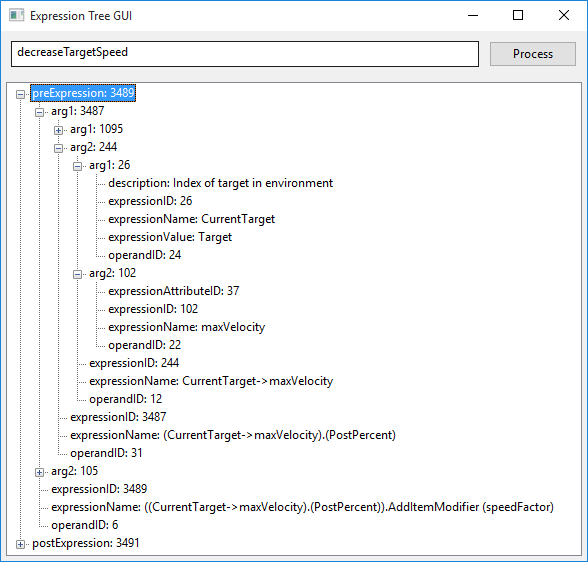 Expression Tree GUI
decreaseTargetSpeed
Process
preExpression: 3489
arg1: 3487
arg1: 1095
arg2: 244
arg1: 26
description: Index of target in environment
expressionID: 26
expressionName: CurrentTarget
expressionValue: Target
operandID: 24
arg2: 102
expressionAttributeID: 37
expressionID: 102
expressionName: maxVelocity
operandID: 22
expressionID: 244
expressionName: CurrentTarget->maxVelocity
operandID: 12
expressionID: 3487
expressionName: (CurrentTarget->maxVelocity).(PostPercent)
operandID: 31
arg2: 105
expressionID: 3489
expressionName: ((CurrentTarget->maxVelocity).(PostPercent)).AddItemModifier (speedFactor)
operandID: 6
postExpression: 3491